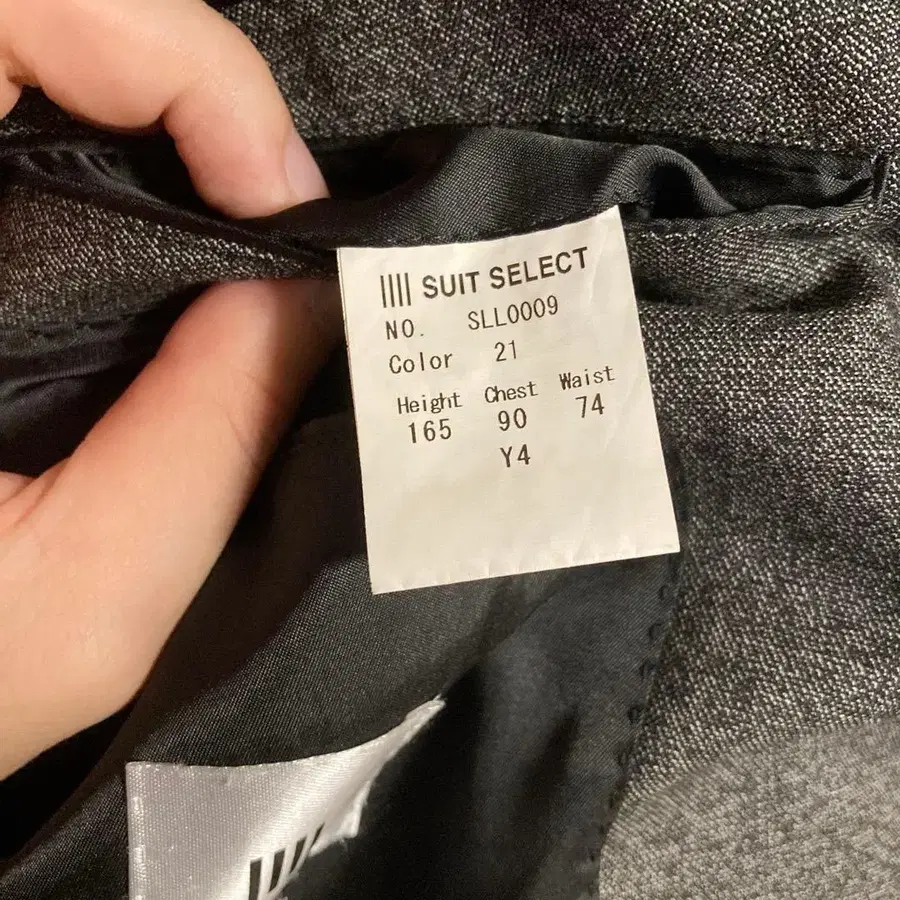 SUIT SELECT
NO. SLL0009
Color 21
Height Chest Waist
165 90 74
Y4